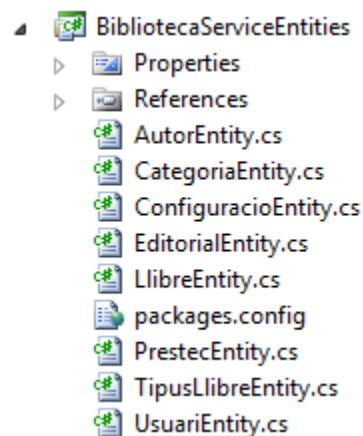 BibliotecaServiceEntities
Properties
References
AutorEntity.cs
CategoriaEntity.cs
ConfiguracioEntity.cs
EditorialEntity.cs
LlibreEntity.cs
packages.config
PrestecEntity.cs
TipusLlibreEntity.cs
UsuariEntity.cs